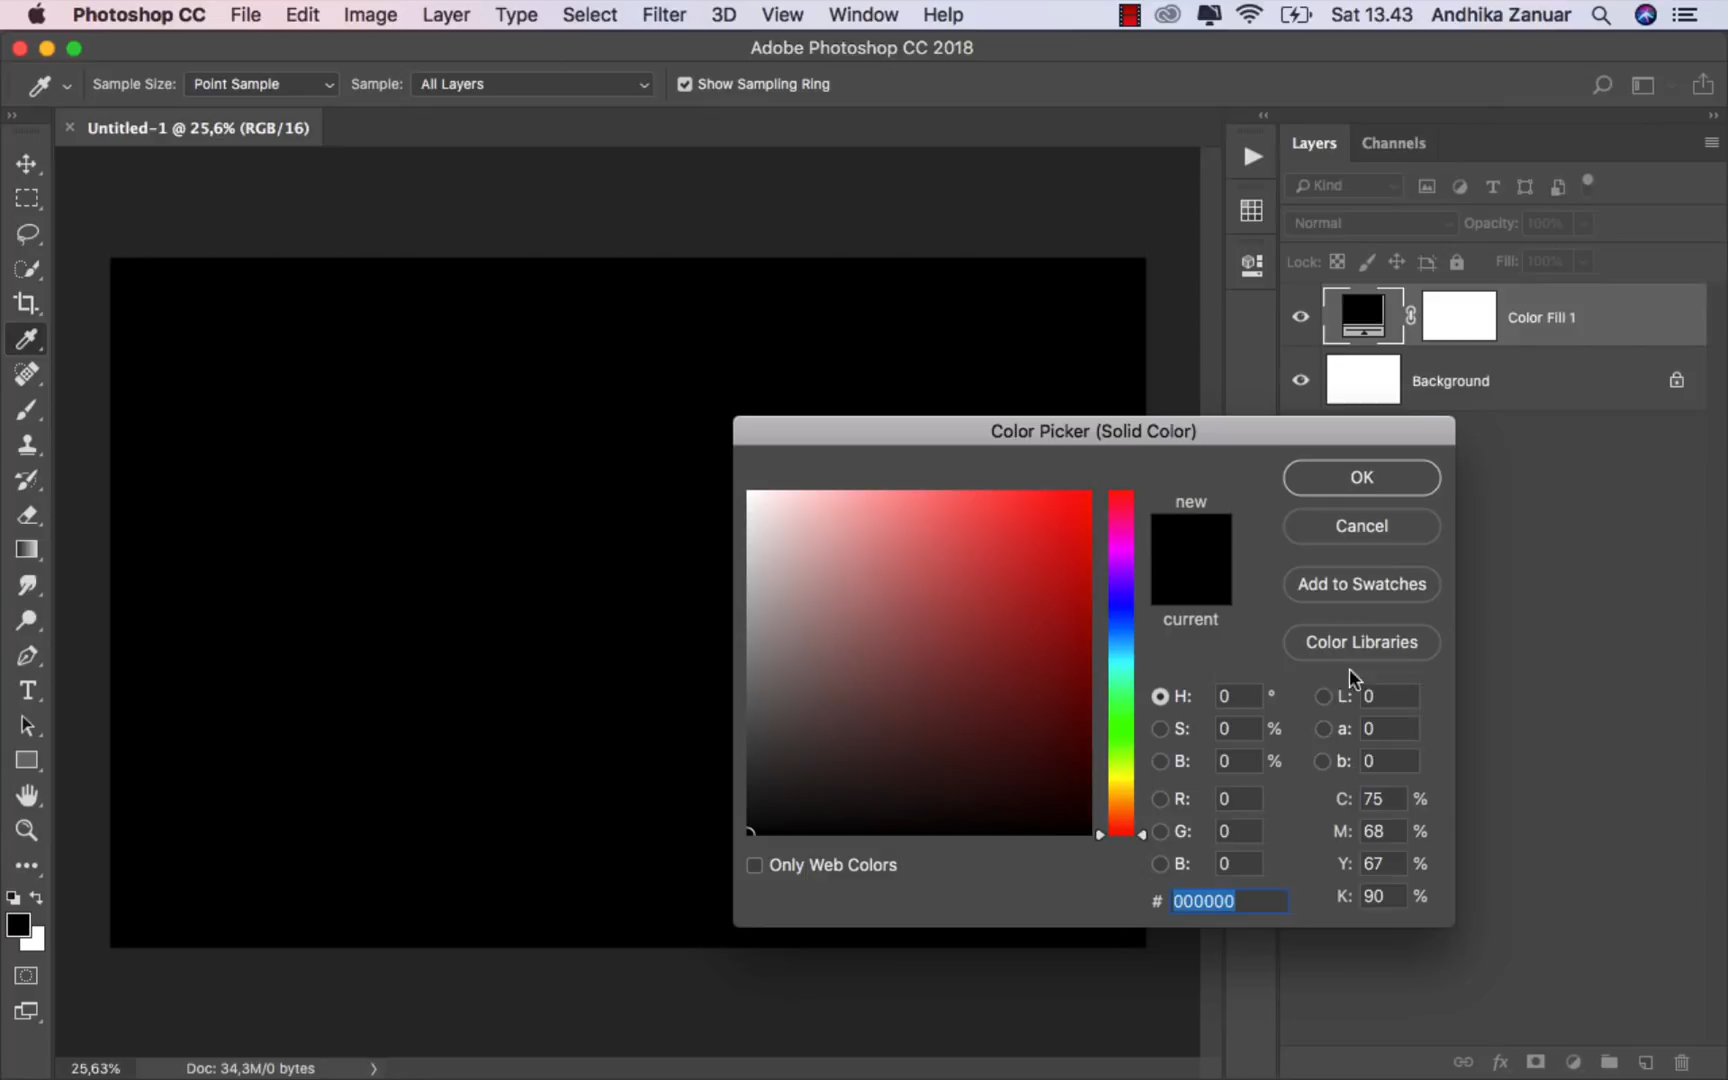 Photoshop CC File Edit Image Layer Type Select Filter 3D View Window Help Sat 13.43 Andhika Zanuar
Adobe Photoshop CC 2018
Sample Size: Point Sample Sample: All Layers Show Sampling Ring
Untitled-1 @ 25,6% (RGB/16)
Layers Channels
Kind
Normal Opacity: 100%
Lock: Fill: 100%
Color Fill 1
Background
Color Picker (Solid Color)
new
current
OK
Cancel
Add to Swatches
Color Libraries
H: 0 ° L: 0
S: 0 % a: 0
B: 0 % b: 0
R: 0 C: 75 %
G: 0 M: 68 %
B: 0 Y: 67 %
# 000000 K: 90 %
Only Web Colors
25,63% Doc: 34,3M/0 bytes